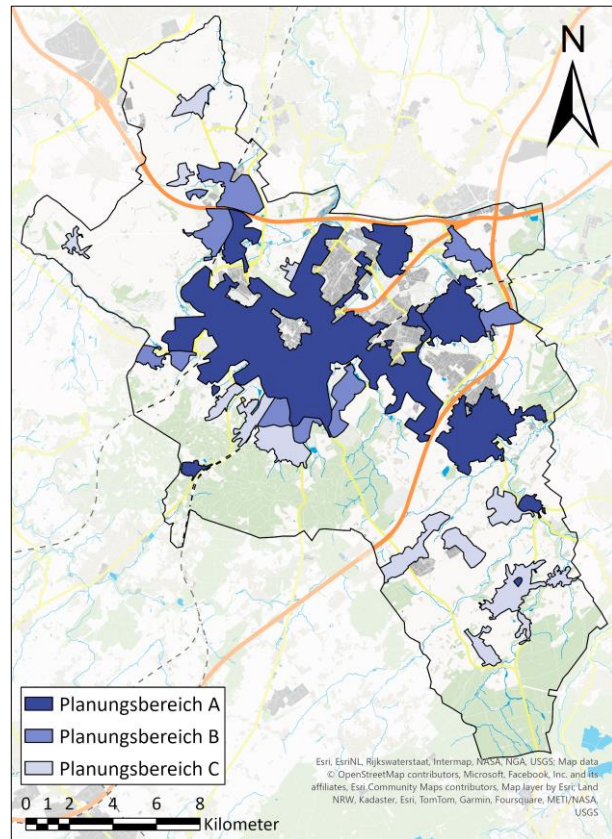 N
Planungsbereich A
Planungsbereich B
Planungsbereich C
0 1 2 4 6 8
Kilometer
Esri, EsriNL, Rijkswaterstaat, Intermap, NASA, NGA, USGS; Map data
© OpenStreetMap contributors, Microsoft, Facebook, Inc. and its
affiliates, Esri Community Maps contributors, Map layer by Esri; Land
NRW, Kadaster, Esri, TomTom, Garmin, Foursquare, METI/NASA,
USGS